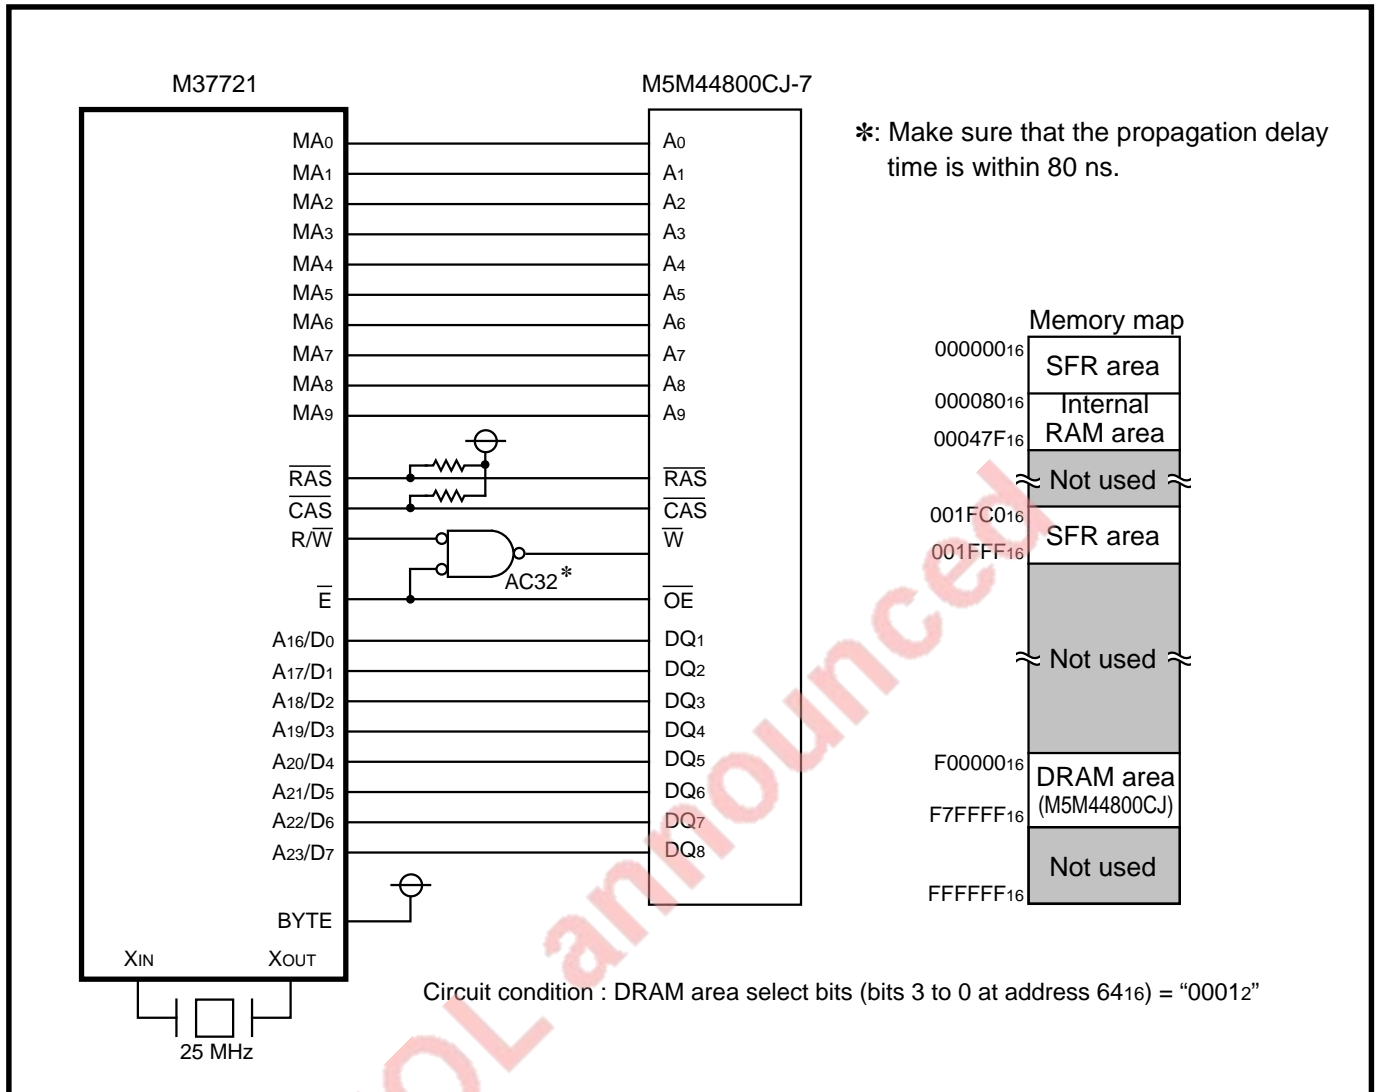 M37721
M5M44800CJ-7
MA0
MA1
MA2
MA3
MA4
MA5
MA6
MA7
MA8
MA9
RAS
CAS
R/W
E
A16/D0
A17/D1
A18/D2
A19/D3
A20/D4
A21/D5
A22/D6
A23/D7
BYTE
XIN
XOUT
25 MHz
AC32✽
A0
A1
A2
A3
A4
A5
A6
A7
A8
A9
RAS
CAS
W
OE
DQ1
DQ2
DQ3
DQ4
DQ5
DQ6
DQ7
DQ8
✽: Make sure that the propagation delay
time is within 80 ns.
Memory map
00000016
SFR area
00008016
Internal
RAM area
00047F16
Not used
001FC016
SFR area
001FFF16
Not used
F0000016
DRAM area
(M5M44800CJ)
F7FFFF16
Not used
FFFFFF16
Circuit condition : DRAM area select bits (bits 3 to 0 at address 6416) = “00012”
OL announced